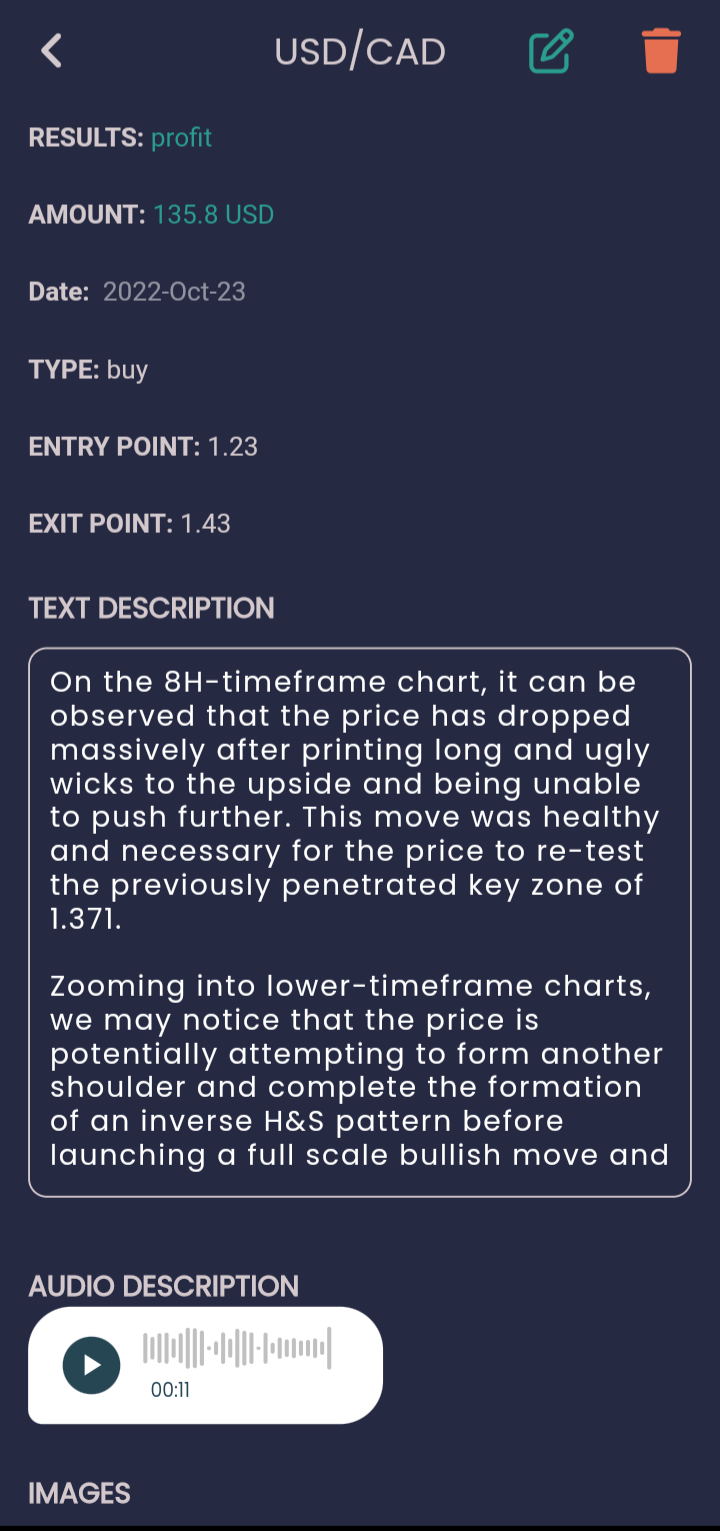 USD/CAD
RESULTS: profit
AMOUNT: 135.8 USD
Date: 2022-Oct-23
TYPE: buy
ENTRY POINT: 1.23
EXIT POINT: 1.43
TEXT DESCRIPTION
On the 8H-timeframe chart, it can be
observed that the price has dropped
massively after printing long and ugly
wicks to the upside and being unable
to push further. This move was healthy
and necessary for the price to re-test
the previously penetrated key zone of
1.371.
Zooming into lower-timeframe charts,
we may notice that the price is
potentially attempting to form another
shoulder and complete the formation
of an inverse H&S pattern before
launching a full scale bullish move and
AUDIO DESCRIPTION
00:11
IMAGES